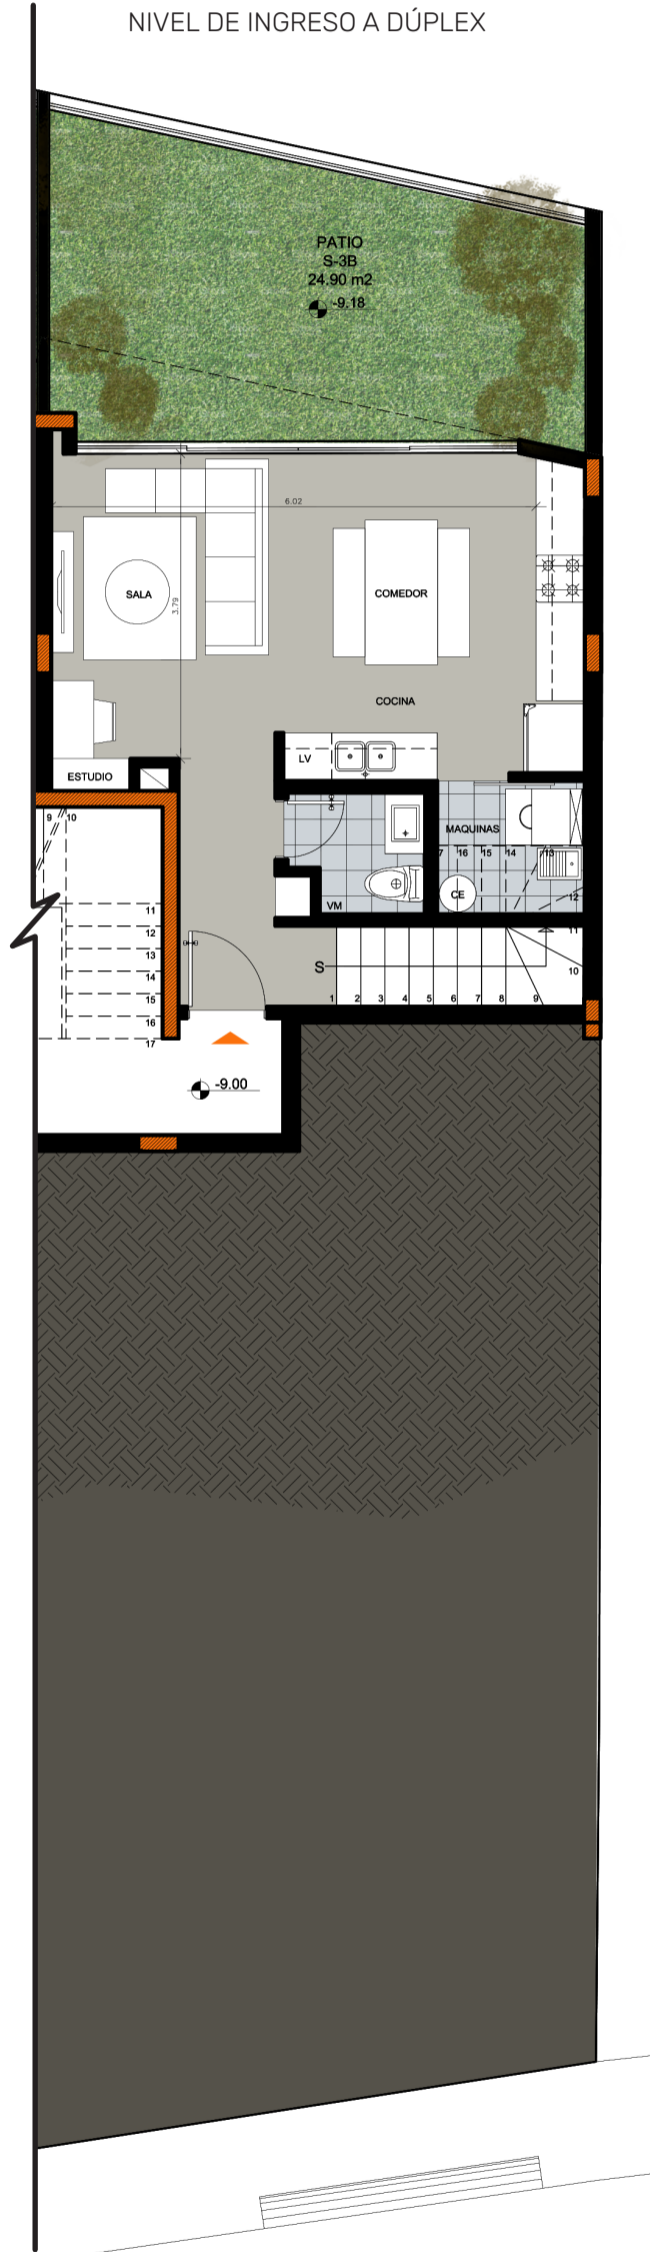 NIVEL DE INGRESO A DÚPLEX
PATIO
S-3B
24.90 m2
-9.18
6.02
SALA
3.79
COMEDOR
COCINA
ESTUDIO
LV
MAQUINAS
9 10
7 16 15 14 13
CE
12
VM
11
12
13
14
15
16
17
11
10
S
1 2 3 4 5 6 7 8 9
-9.00